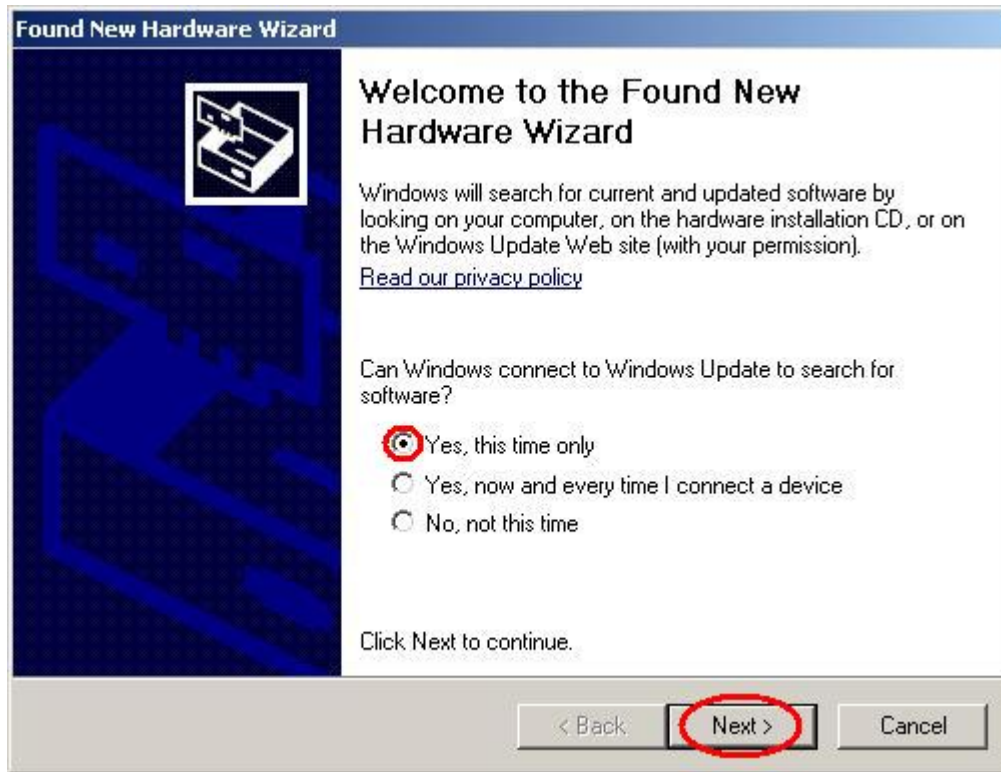 Found New Hardware Wizard
Welcome to the Found New
Hardware Wizard
Windows will search for current and updated software by
looking on your computer, on the hardware installation CD, or on
the Windows Update Web site (with your permission).
Read our privacy policy
Can Windows connect to Windows Update to search for
software?
Yes, this time only
Yes, now and every time I connect a device
No, not this time
Click Next to continue.
< Back
Next >
Cancel